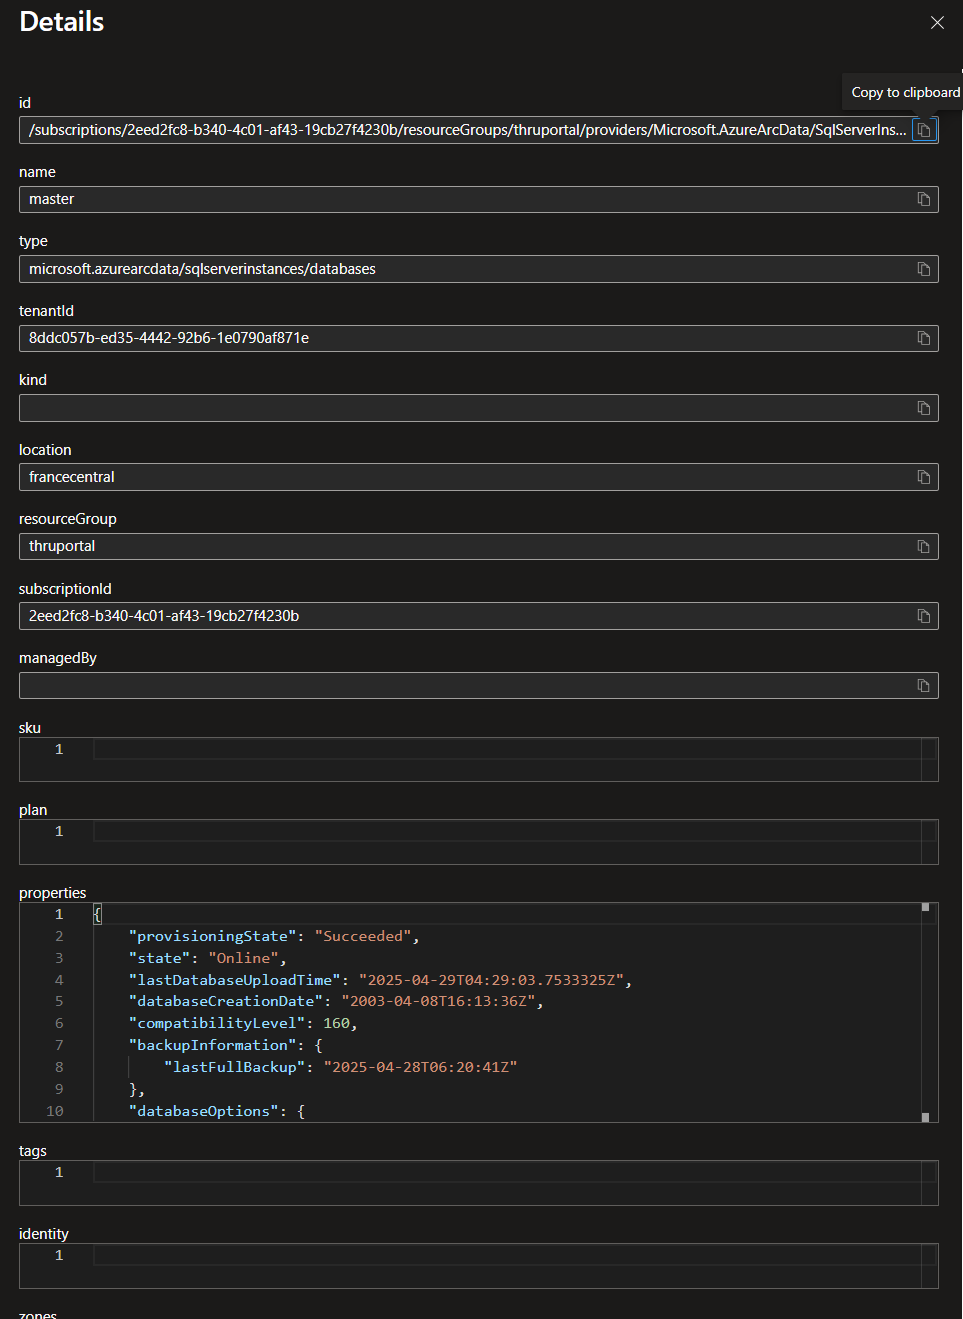 Details
Copy to clipboard
id
/subscriptions/2eed2fc8-b340-4c01-af43-19cb27f4230b/resourceGroups/thruportal/providers/Microsoft.AzureArcData/SqlServerIns...
name
master
type
microsoft.azurearcdata/sqlserverinstances/databases
tenantId
8ddc057b-ed35-4442-92b6-1e0790af871e
kind
location
francecentral
resourceGroup
thruportal
subscriptionId
2eed2fc8-b340-4c01-af43-19cb27f4230b
managedBy
sku
1
plan
1
properties
1 {
2 "provisioningState": "Succeeded",
3 "state": "Online",
4 "lastDatabaseUploadTime": "2025-04-29T04:29:03.7533325Z",
5 "databaseCreationDate": "2003-04-08T16:13:36Z",
6 "compatibilityLevel": 160,
7 "backupInformation": {
8 "lastFullBackup": "2025-04-28T06:20:41Z"
9 },
10 "databaseOptions": {
tags
1
identity
1
zones